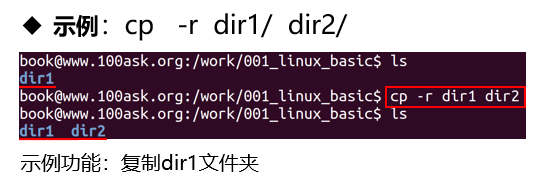 ◆ 示例：cp -r dir1/ dir2/
book@www.100ask.org:/work/001_linux_basic$ ls
dir1
book@www.100ask.org:/work/001_linux_basic$ cp -r dir1 dir2
book@www.100ask.org:/work/001_linux_basic$ ls
dir1 dir2
示例功能：复制dir1文件夹